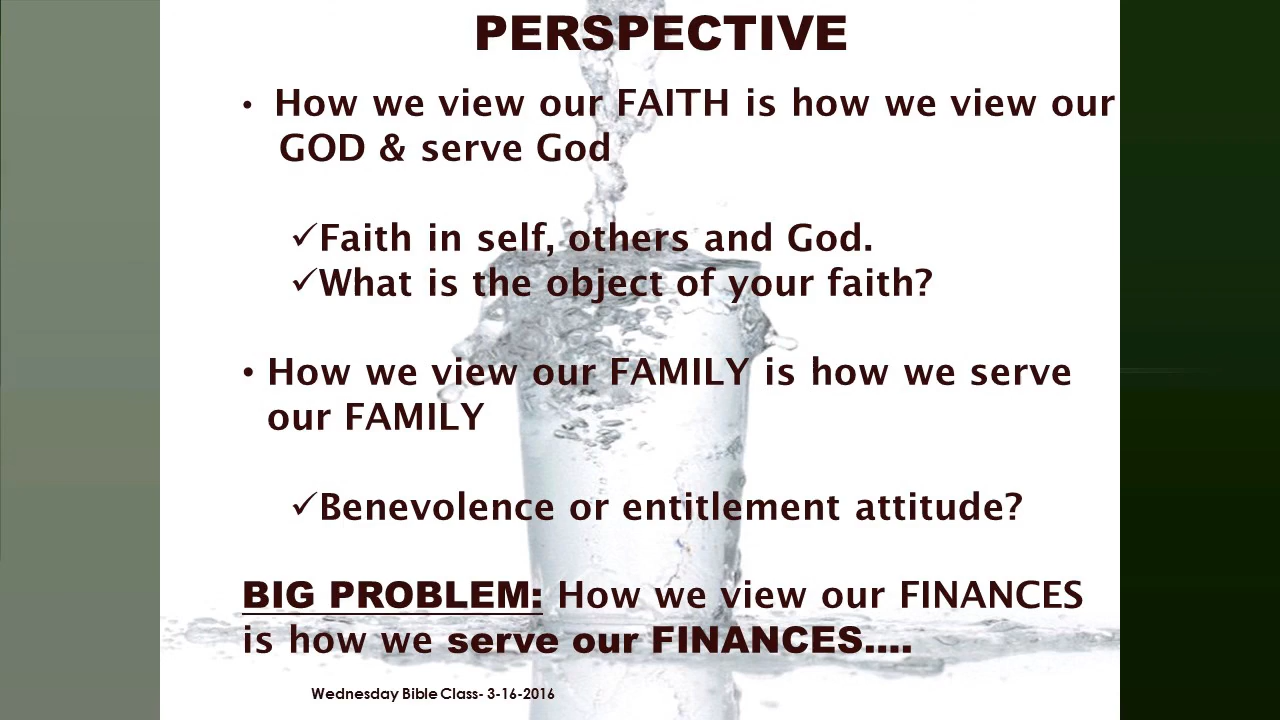 PERSPECTIVE
• How we view our FAITH is how we view our
GOD & serve God
✓Faith in self, others and God.
✓What is the object of your faith?
• How we view our FAMILY is how we serve
our FAMILY
✓Benevolence or entitlement attitude?
BIG PROBLEM: How we view our FINANCES
is how we serve our FINANCES....
Wednesday Bible Class- 3-16-2016